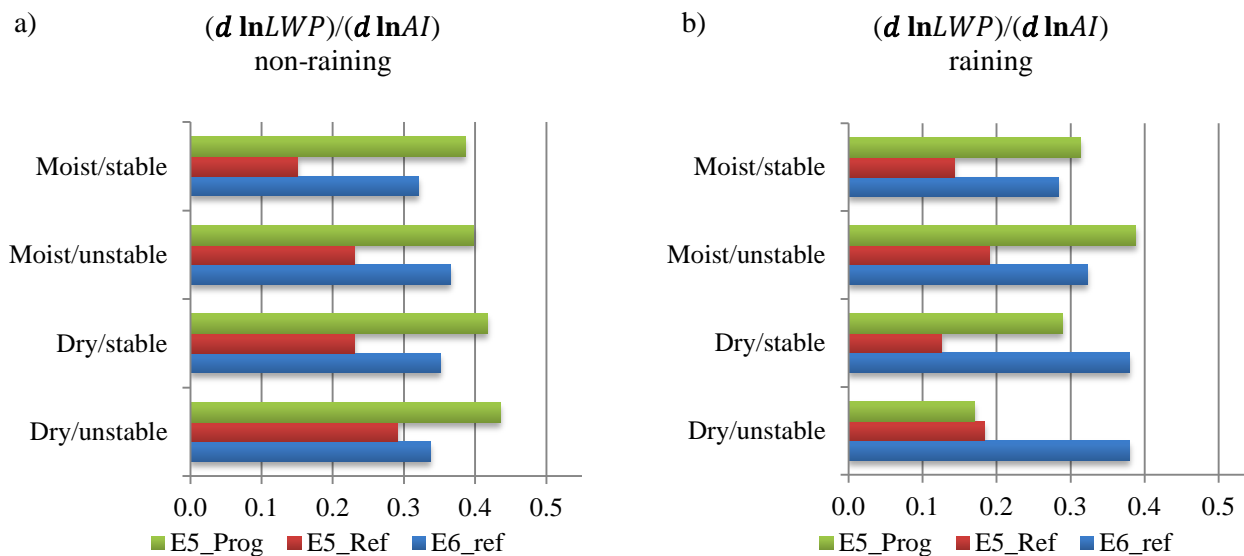 a)
(d lnLWP)/(d lnAI)
non-raining
Moist/stable
Moist/unstable
Dry/stable
Dry/unstable
0.0 0.1 0.2 0.3 0.4 0.5
E5_Prog E5_Ref E6_ref
b)
(d lnLWP)/(d lnAI)
raining
Moist/stable
Moist/unstable
Dry/stable
Dry/unstable
0.0 0.1 0.2 0.3 0.4 0.5
E5_Prog E5_Ref E6_ref